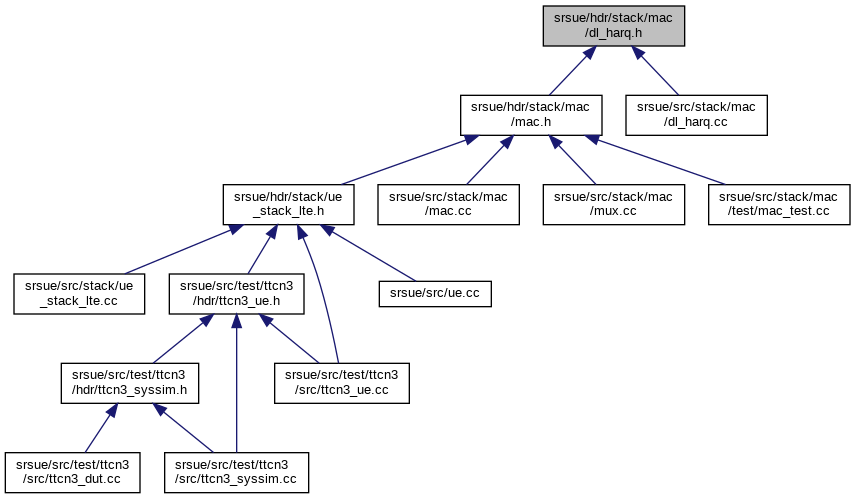 srsue/hdr/stack/mac
/dl_harq.h
srsue/hdr/stack/mac
/mac.h
srsue/src/stack/mac
/dl_harq.cc
srsue/hdr/stack/ue
_stack_lte.h
srsue/src/stack/mac
/mac.cc
srsue/src/stack/mac
/mux.cc
srsue/src/stack/mac
/test/mac_test.cc
srsue/src/stack/ue
_stack_lte.cc
srsue/src/test/ttcn3
/hdr/ttcn3_ue.h
srsue/src/ue.cc
srsue/src/test/ttcn3
/hdr/ttcn3_syssim.h
srsue/src/test/ttcn3
/src/ttcn3_ue.cc
srsue/src/test/ttcn3
/src/ttcn3_dut.cc
srsue/src/test/ttcn3
/src/ttcn3_syssim.cc